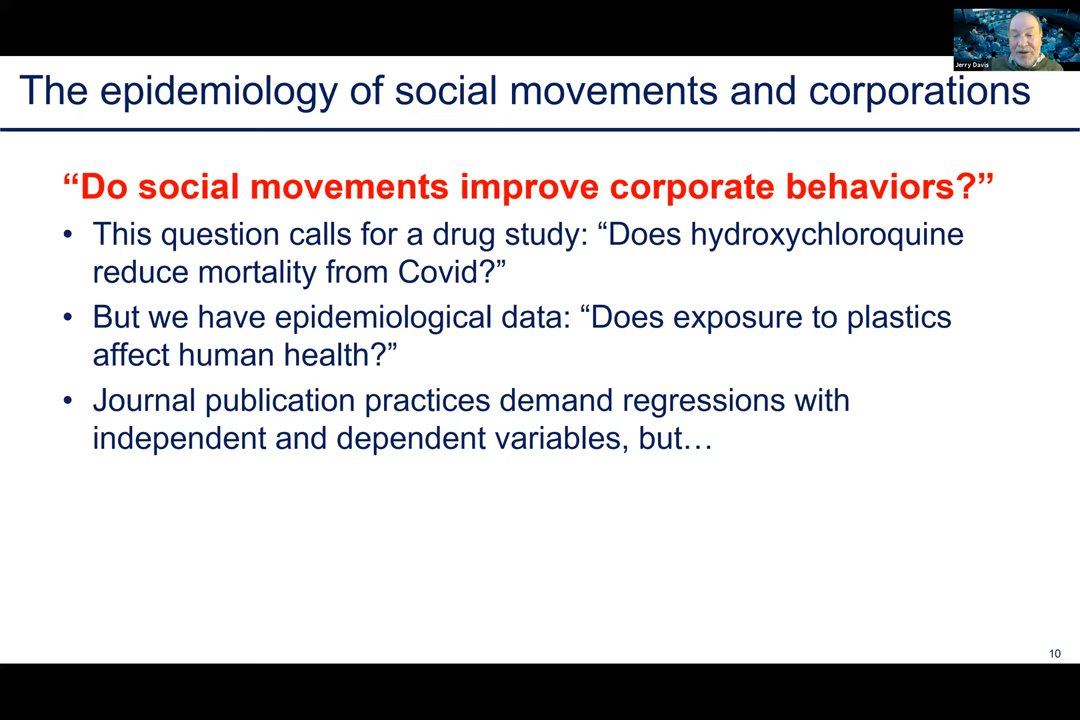 Jerry Davis
The epidemiology of social movements and corporations
“Do social movements improve corporate behaviors?”
• This question calls for a drug study: “Does hydroxychloroquine
reduce mortality from Covid?”
• But we have epidemiological data: “Does exposure to plastics
affect human health?”
• Journal publication practices demand regressions with
independent and dependent variables, but…
10